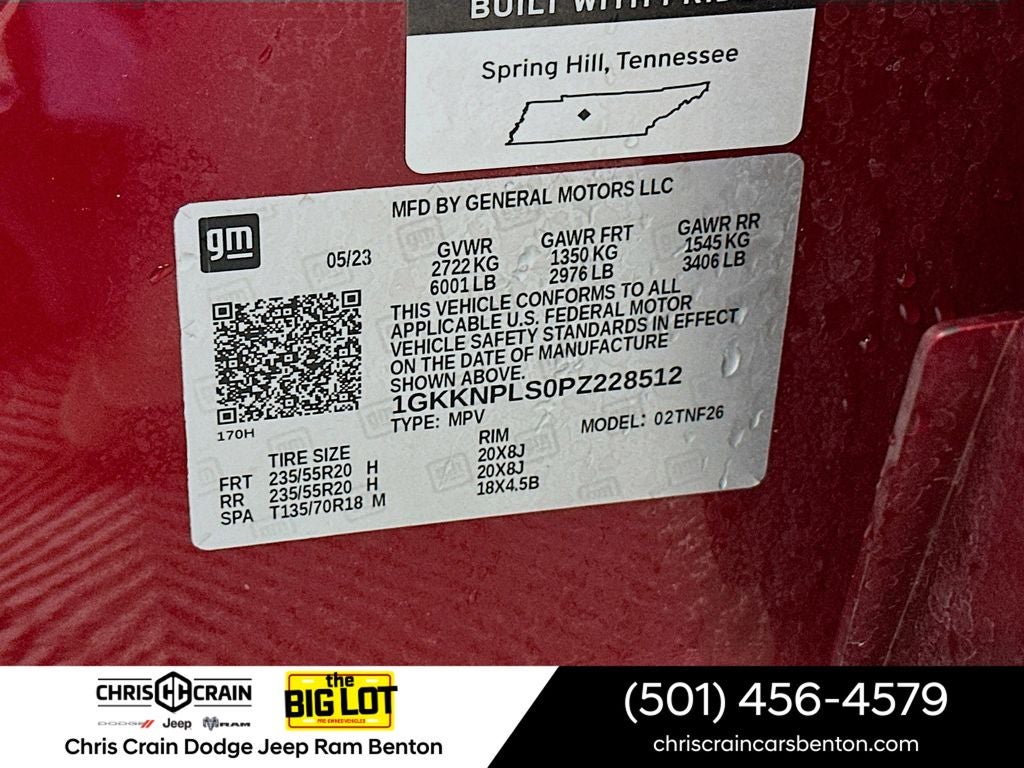 BUILT WITH PRIDE
Spring Hill, Tennessee
MFD BY GENERAL MOTORS LLC
gm
05/23
GVWR GAWR FRT GAWR RR
2722 KG 1350 KG 1545 KG
6001 LB 2976 LB 3406 LB
THIS VEHICLE CONFORMS TO ALL
APPLICABLE U.S. FEDERAL MOTOR
VEHICLE SAFETY STANDARDS IN EFFECT
ON THE DATE OF MANUFACTURE
SHOWN ABOVE.
1GKKNPLS0PZ228512
170H
TYPE: MPV MODEL: 02TNF26
TIRE SIZE RIM
FRT 235/55R20 H 20X8J
RR 235/55R20 H 20X8J
SPA T135/70R18 M 18X4.5B
CHRIS CRAIN
DODGE Jeep RAM
the
BIG LOT
PRE-OWNED VEHICLES
Chris Crain Dodge Jeep Ram Benton
(501) 456-4579
chriscraincarsbenton.com